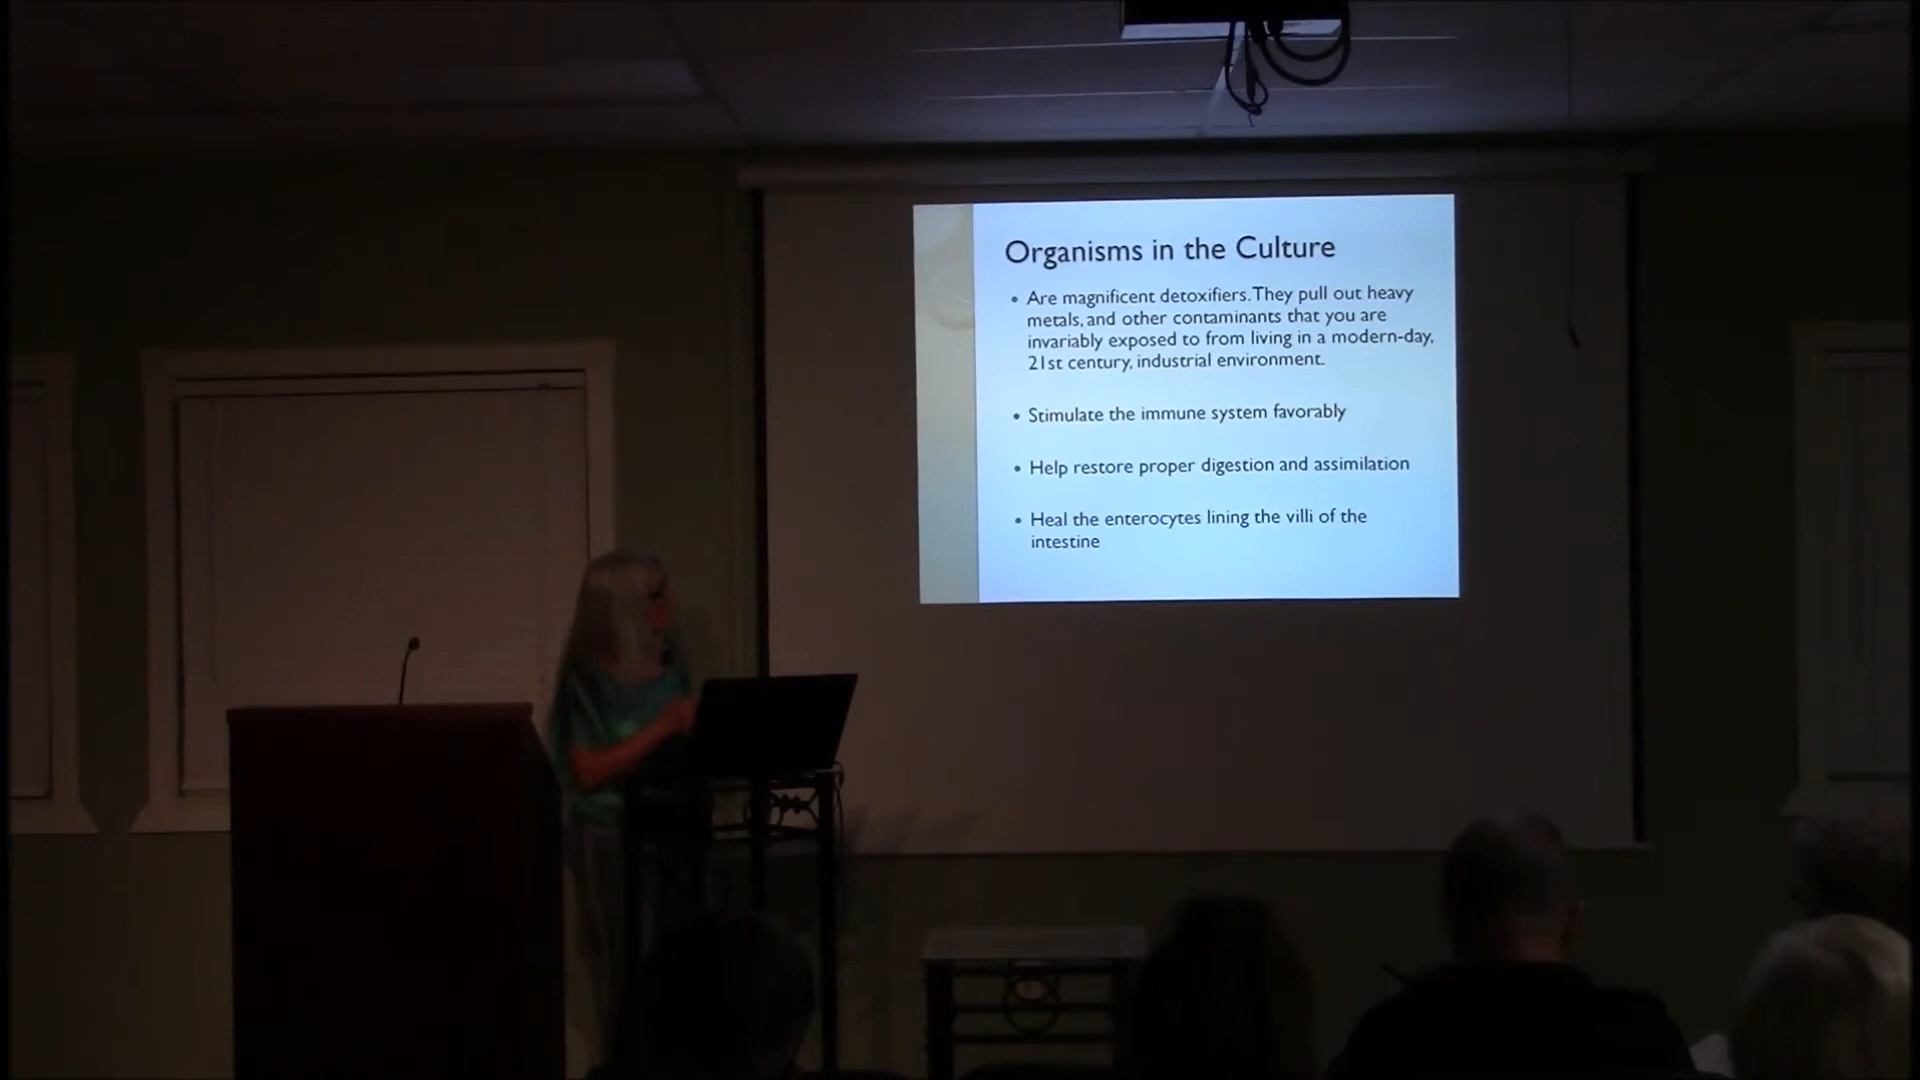 Organisms in the Culture
• Are magnificent detoxifiers. They pull out heavy
metals, and other contaminants that you are
invariably exposed to from living in a modern-day,
21st century, industrial environment.
• Stimulate the immune system favorably
• Help restore proper digestion and assimilation
• Heal the enterocytes lining the villi of the
intestine